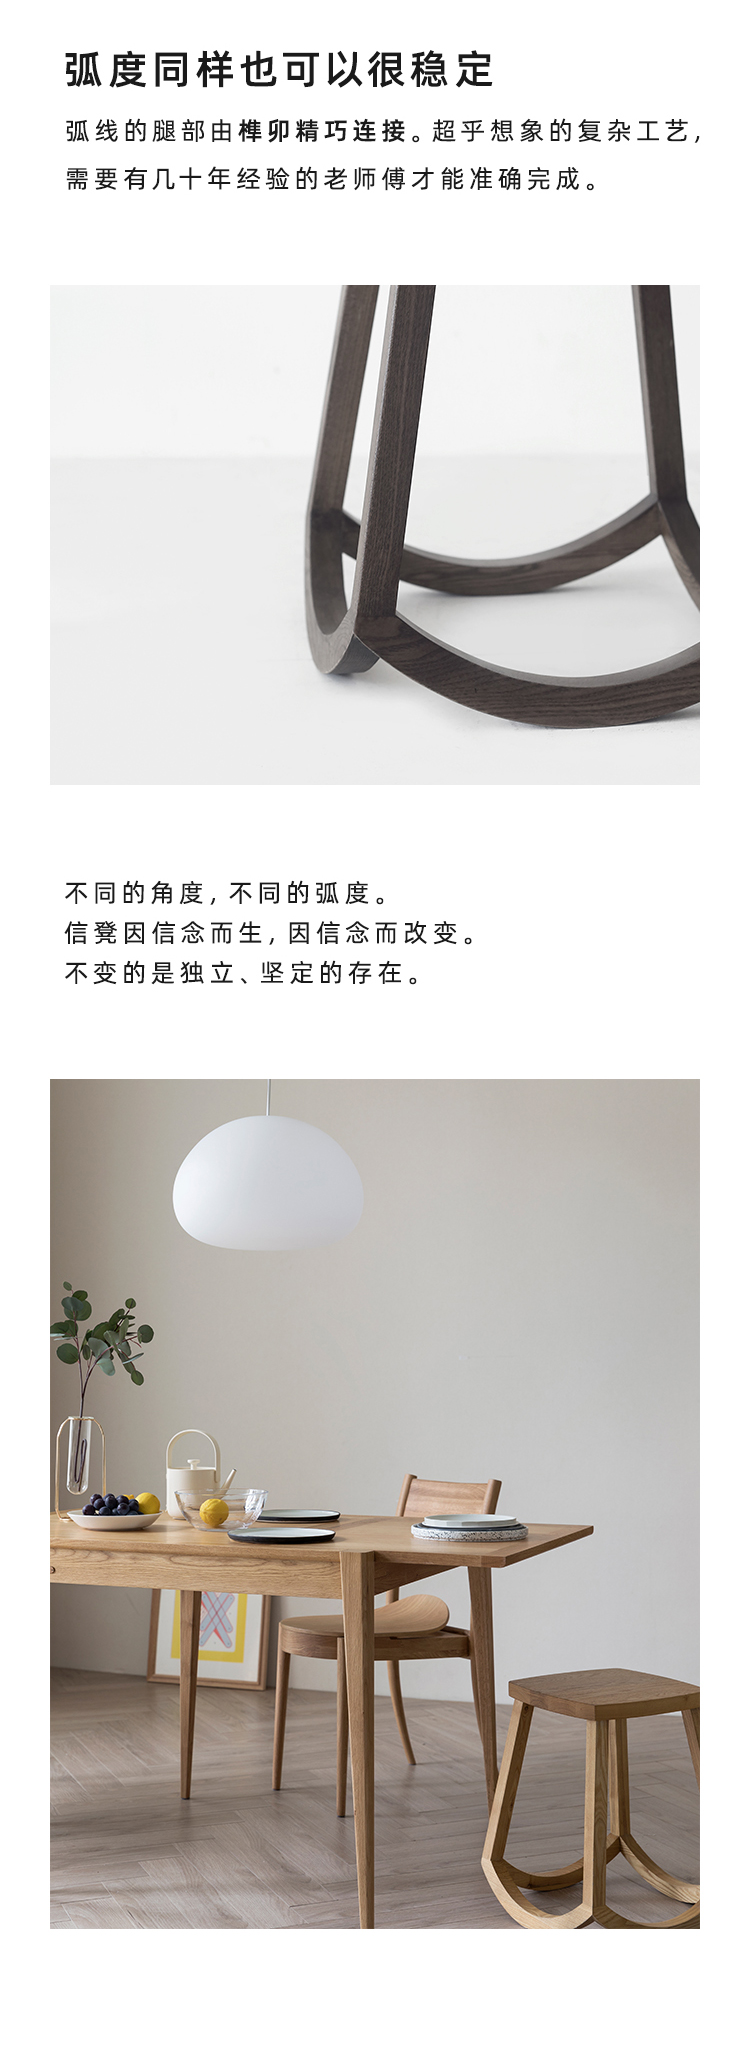 弧度同样也可以很稳定
弧线的腿部由榫卯精巧连接。超乎想象的复杂工艺,
需要有几十年经验的老师傅才能准确完成。
不同的角度, 不同的弧度。
信凳因信念而生, 因信念而改变。
不变的是独立、坚定的存在。